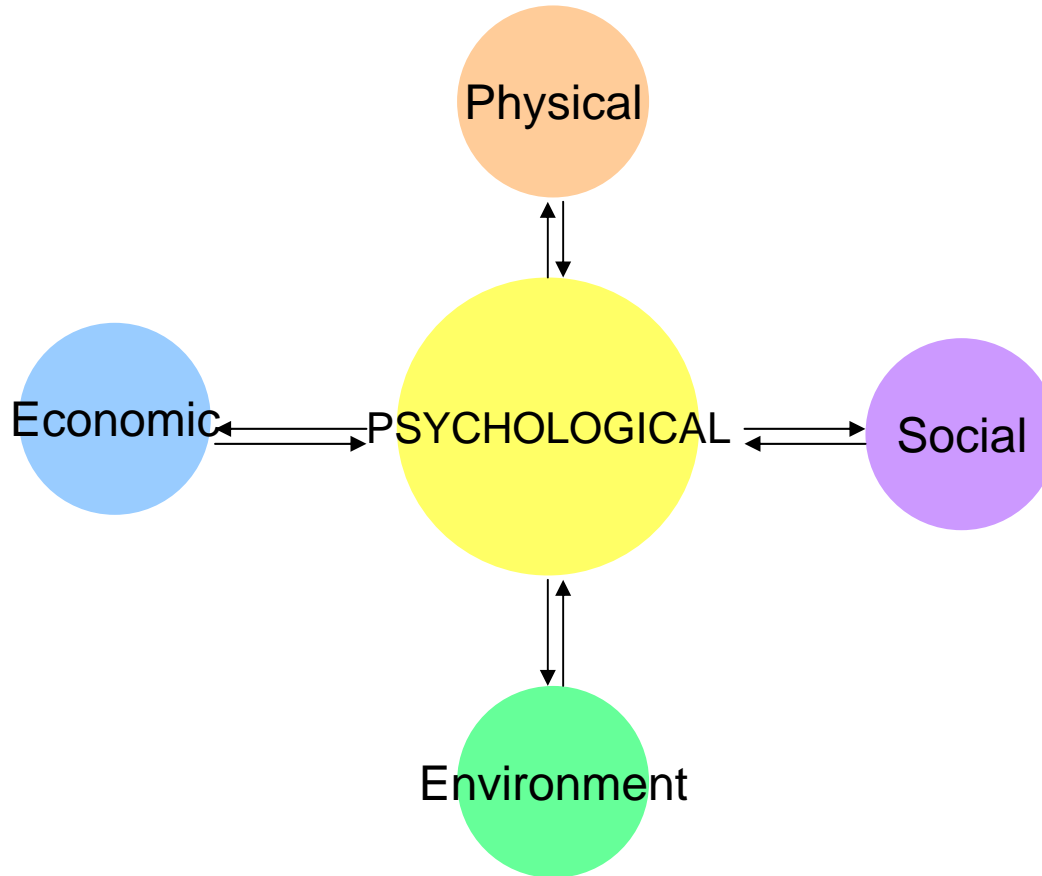 Physical
Economic
PSYCHOLOGICAL
Social
Environment